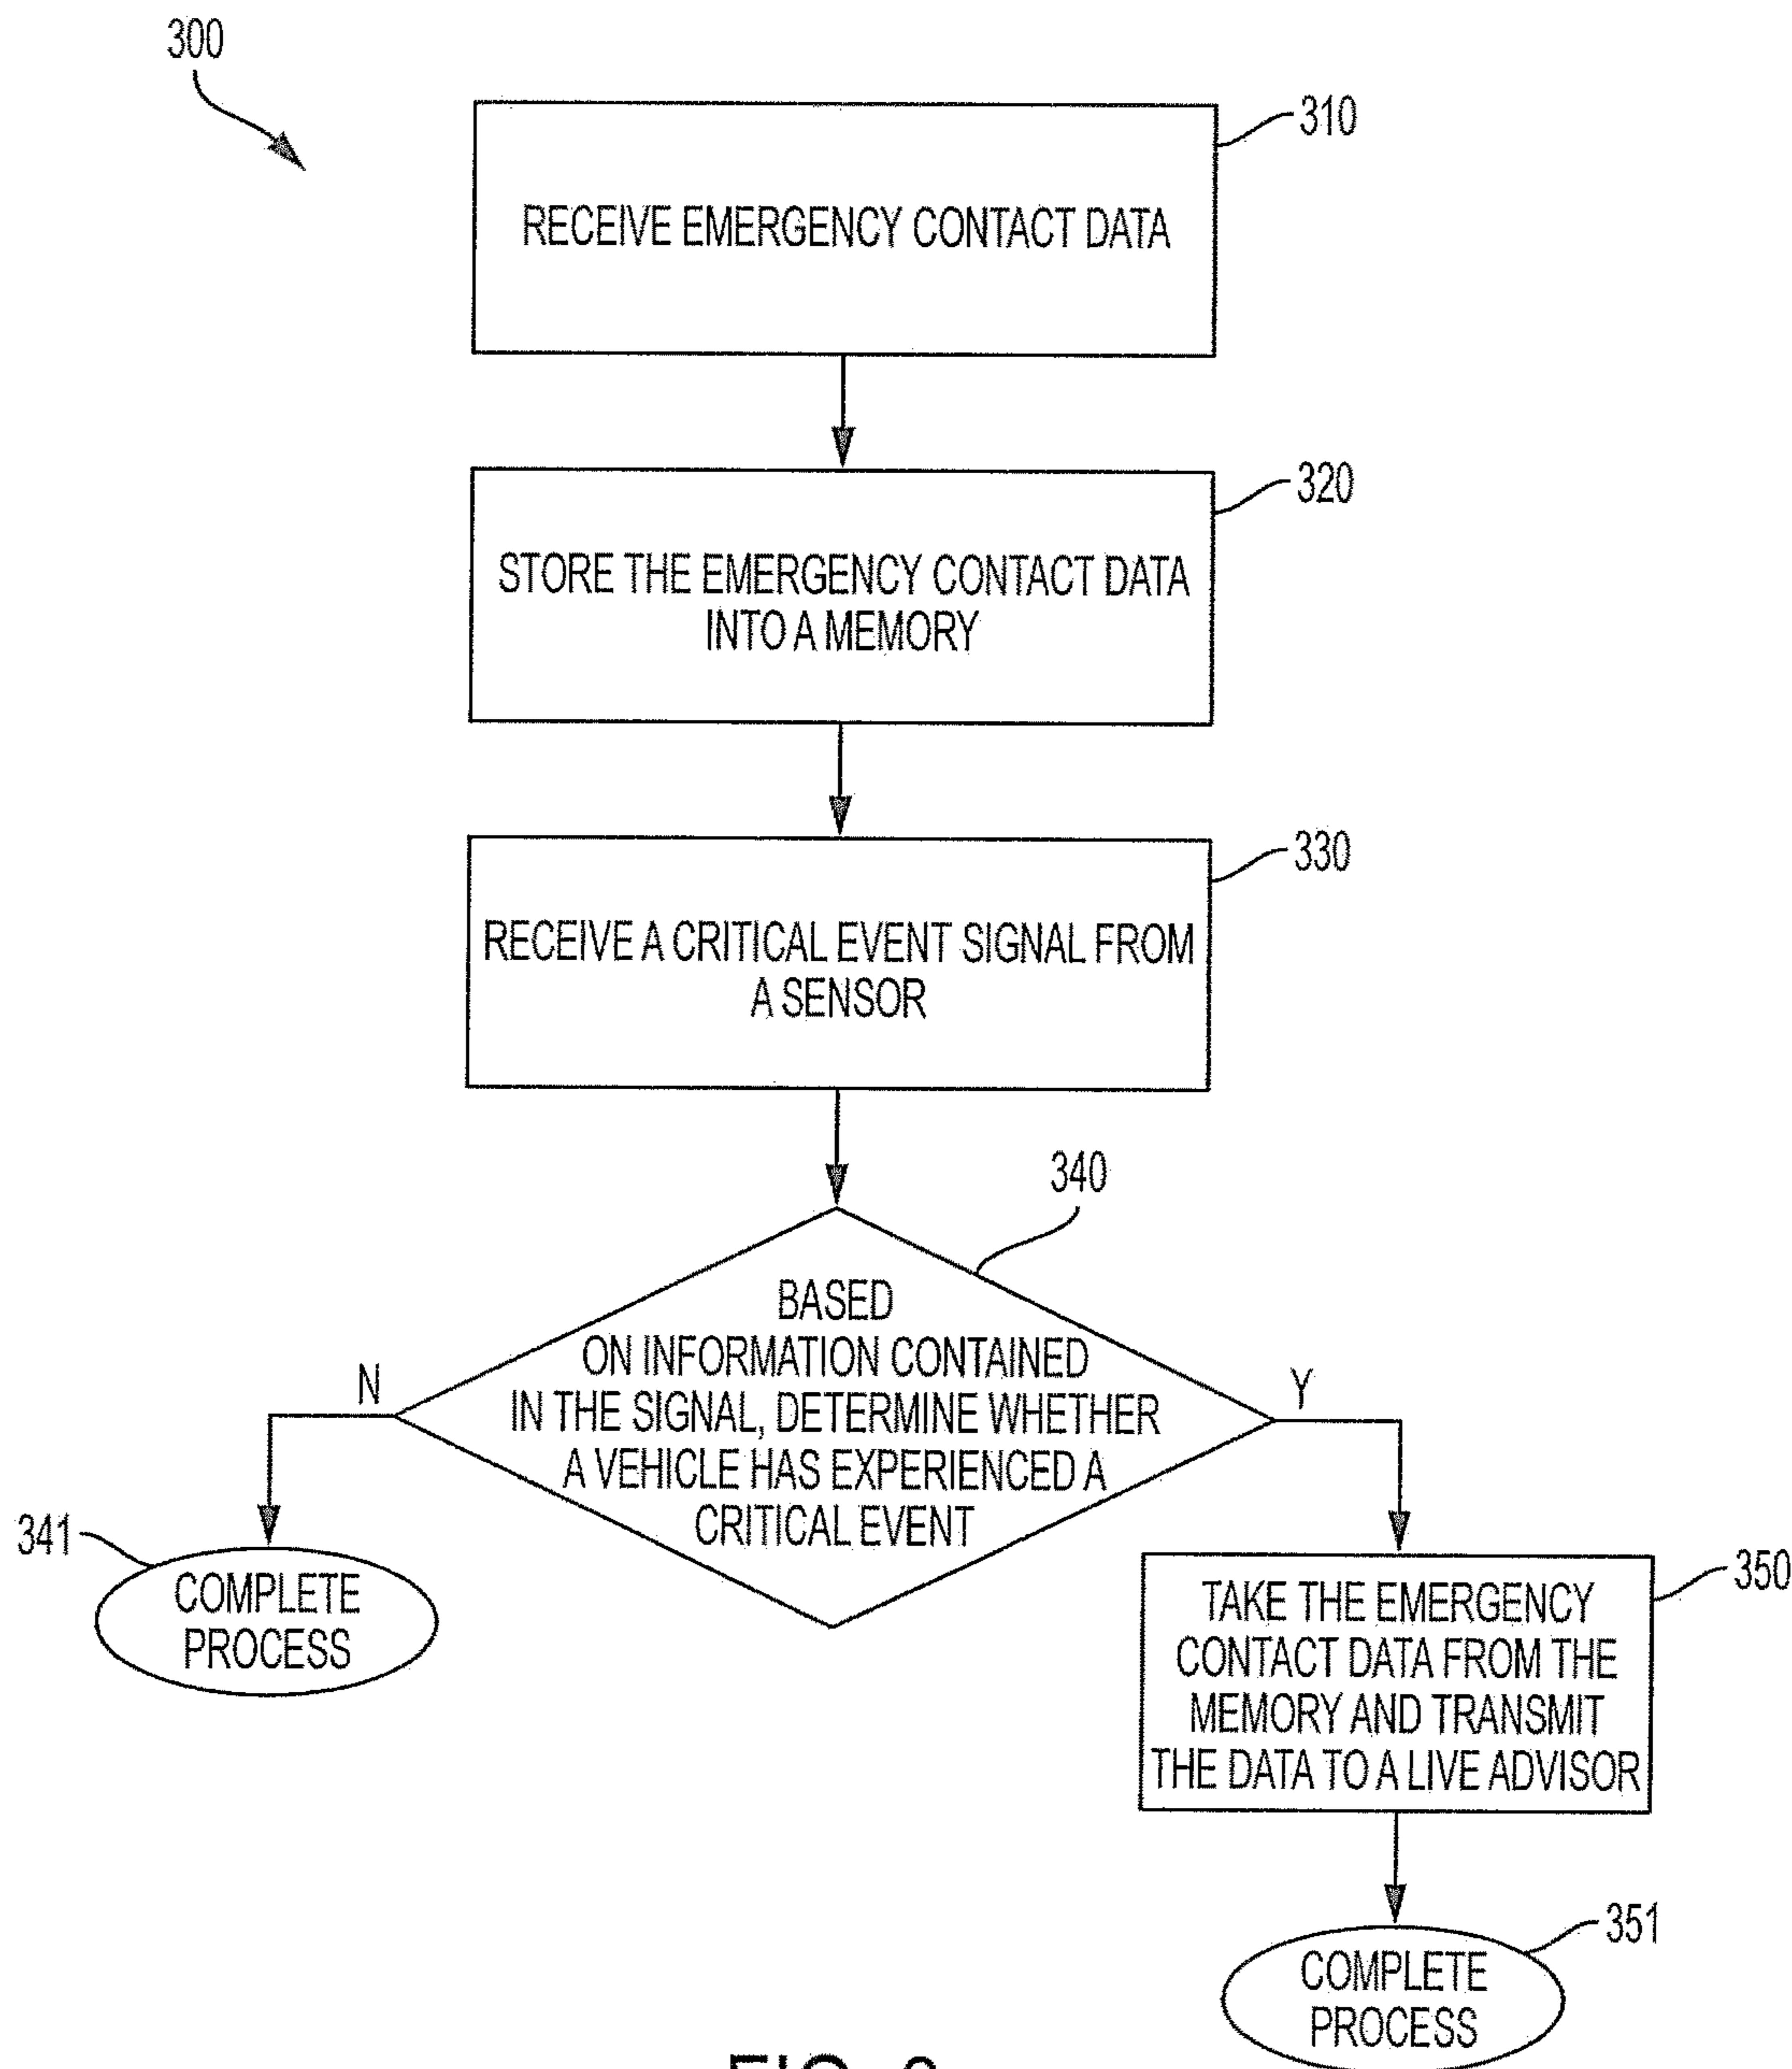 300
310
RECEIVE EMERGENCY CONTACT DATA
320
STORE THE EMERGENCY CONTACT DATA
INTO A MEMORY
330
RECEIVE A CRITICAL EVENT SIGNAL FROM
A SENSOR
340
BASED
ON INFORMATION CONTAINED
IN THE SIGNAL, DETERMINE WHETHER
A VEHICLE HAS EXPERIENCED A
CRITICAL EVENT
N
Y
341
COMPLETE
PROCESS
350
TAKE THE EMERGENCY
CONTACT DATA FROM THE
MEMORY AND TRANSMIT
THE DATA TO A LIVE ADVISOR
351
COMPLETE
PROCESS
FIG.